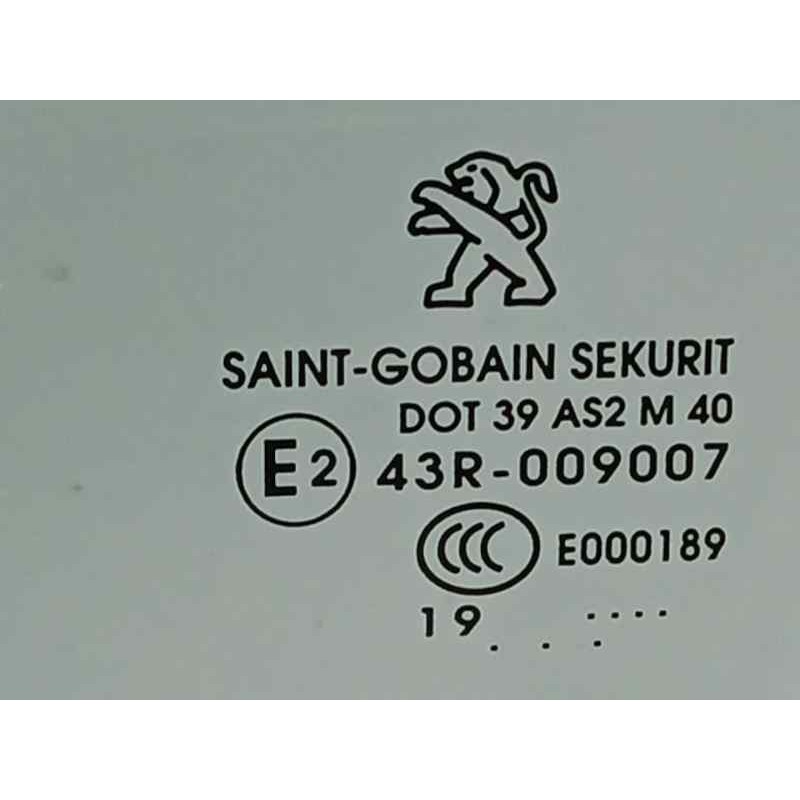 SAINT-GOBAIN SEKURIT
DOT 39 AS2 M 40
E2 43R-009007
CCC E000189
19 . . : . . . .